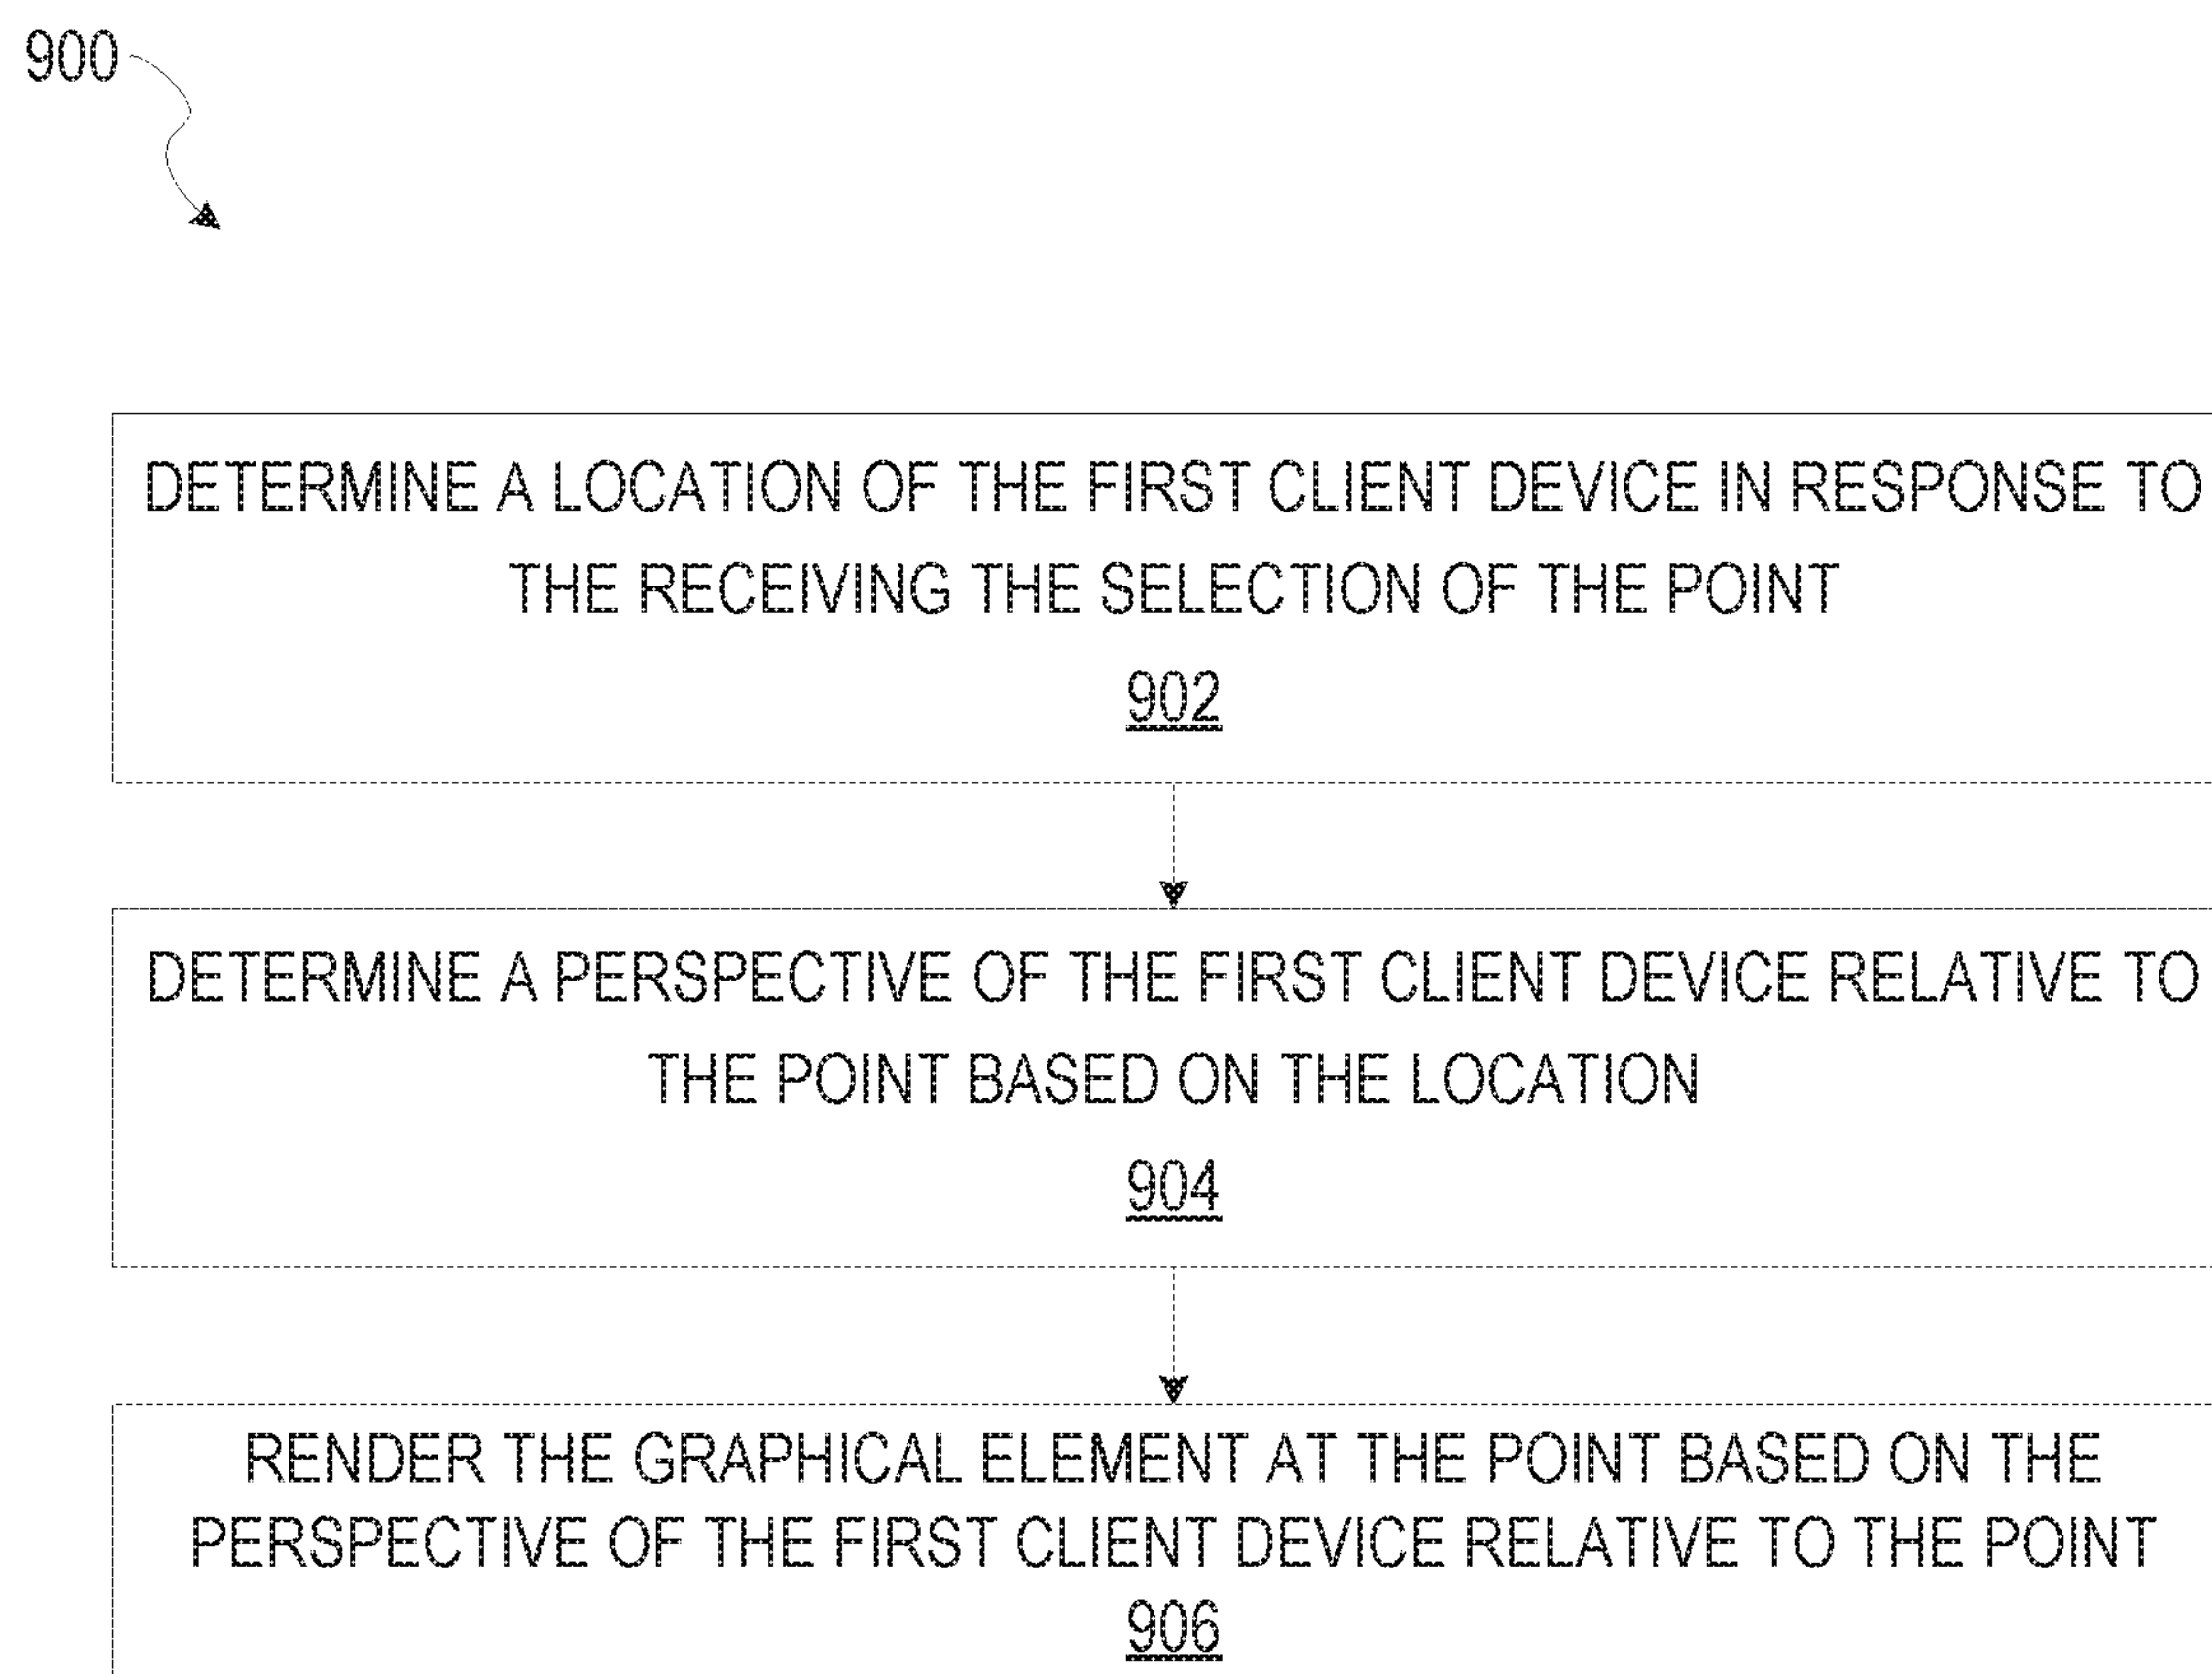 900
DETERMINE A LOCATION OF THE FIRST CLIENT DEVICE IN RESPONSE TO
THE RECEIVING THE SELECTION OF THE POINT
902
DETERMINE A PERSPECTIVE OF THE FIRST CLIENT DEVICE RELATIVE TO
THE POINT BASED ON THE LOCATION
904
RENDER THE GRAPHICAL ELEMENT AT THE POINT BASED ON THE
PERSPECTIVE OF THE FIRST CLIENT DEVICE RELATIVE TO THE POINT
906